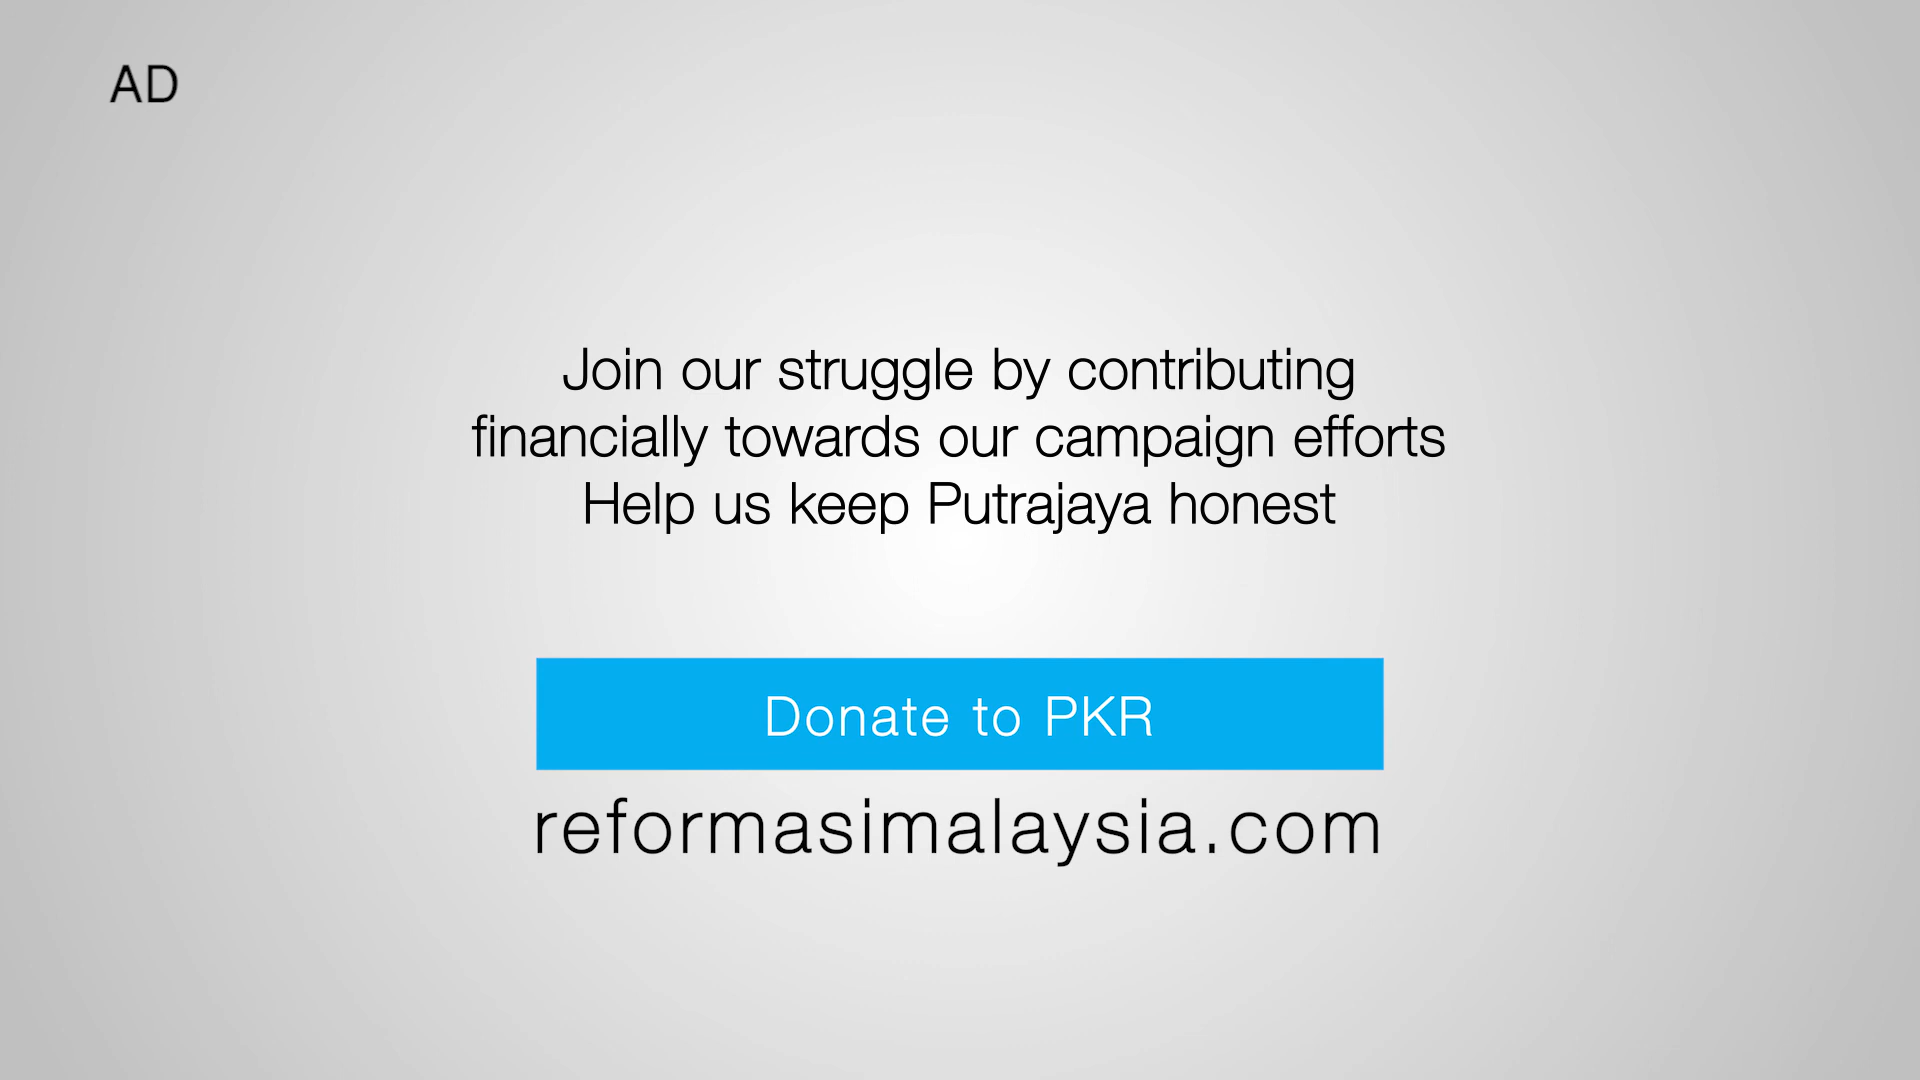 AD
Join our struggle by contributing
financially towards our campaign efforts
Help us keep Putrajaya honest
Donate to PKR
reformasimalaysia.com